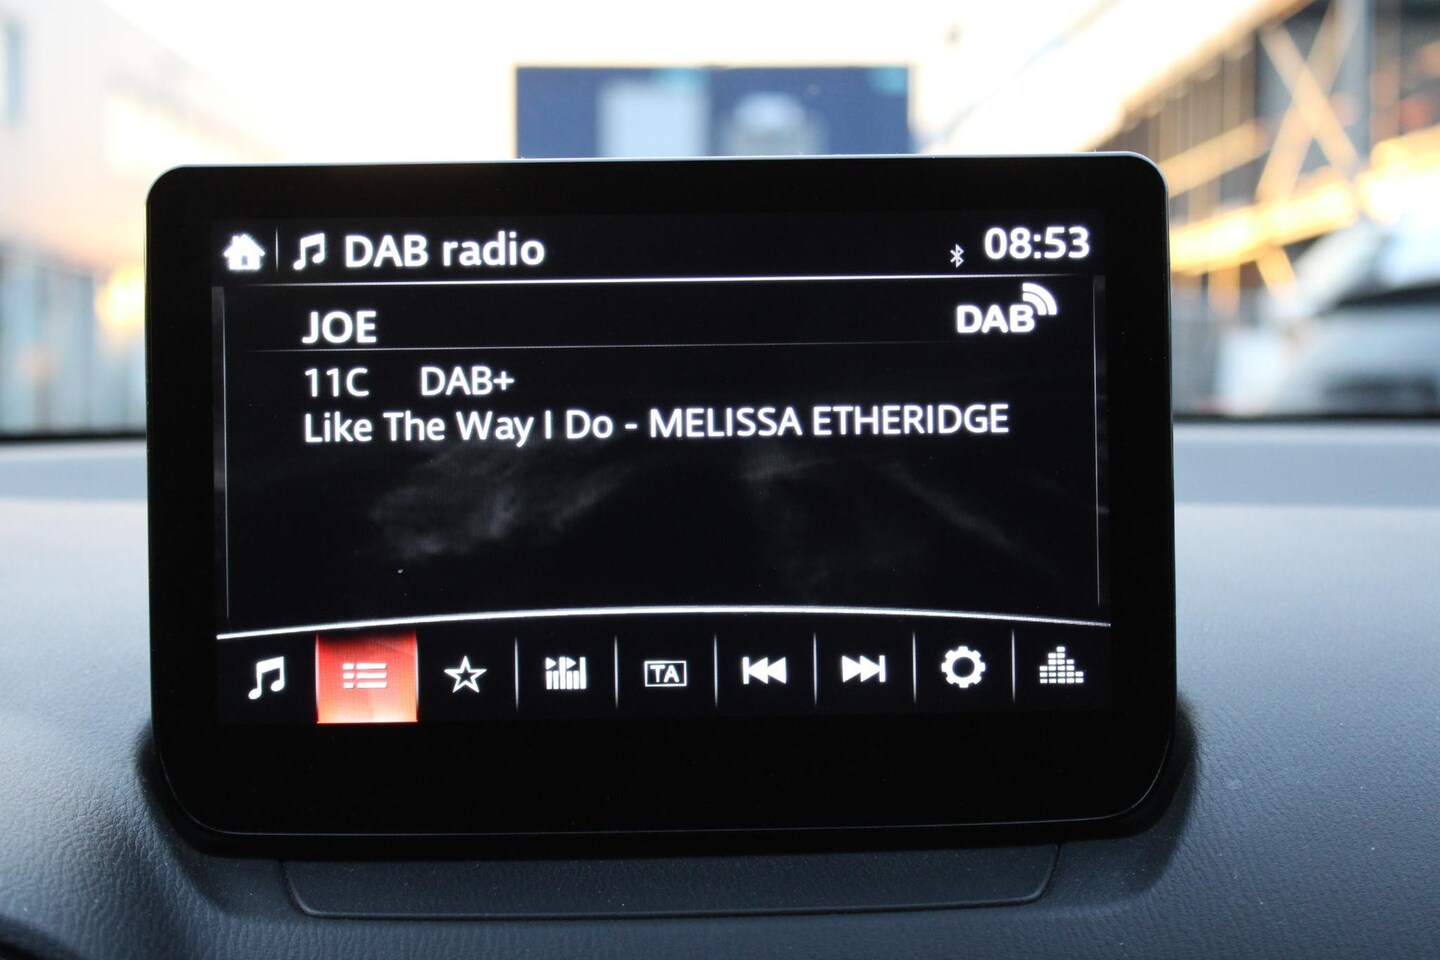 DAB radio 08:53
JOE DAB
11C DAB+
Like The Way I Do - MELISSA ETHERIDGE
TA